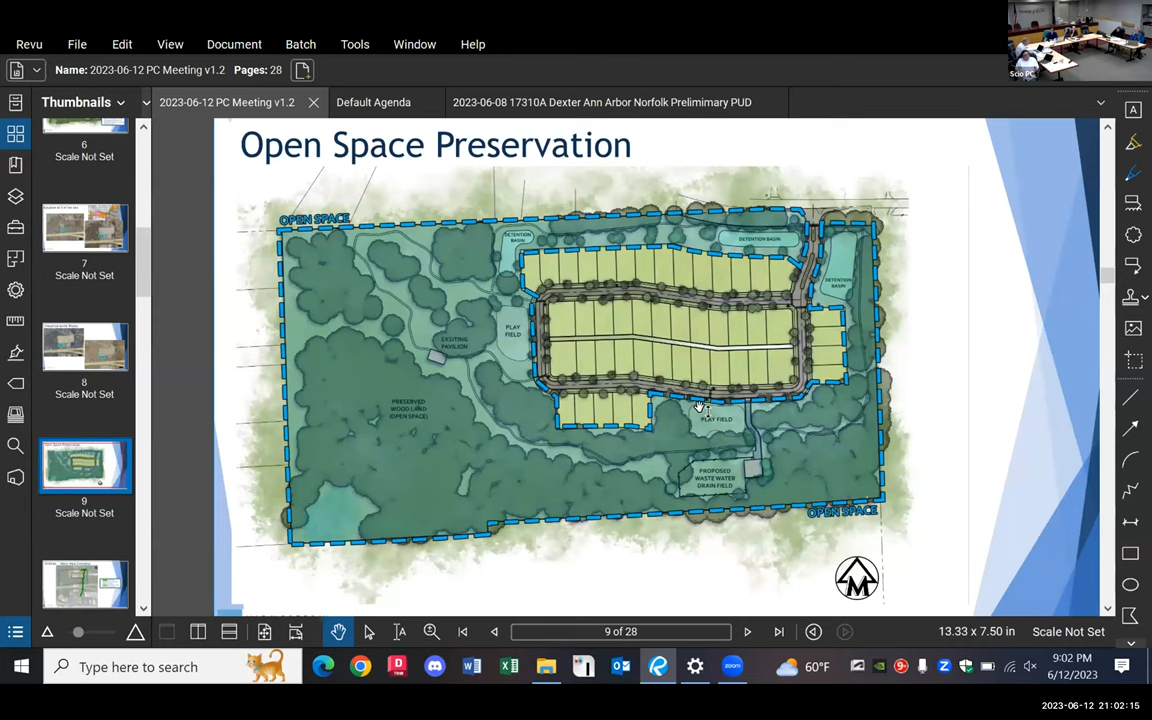 Scio PC
Revu File Edit View Document Batch Tools Window Help
Name: 2023-06-12 PC Meeting v1.2 Pages: 28
Thumbnails
2023-06-12 PC Meeting v1.2
Default Agenda
2023-06-08 17310A Dexter Ann Arbor Norfolk Prelimimary PUD
6
Scale Not Set
7
Scale Not Set
8
Scale Not Set
9
Scale Not Set
Open Space Preservation
OPEN SPACE
DETENTION
BASIN
DETENTION BASIN
DETENTION
BASIN
PLAY
FIELD
EXISTING
PAVILION
PRESERVED
WOOD LAND
(OPEN SPACE)
PLAY FIELD
PROPOSED
WASTE WATER
DRAIN FIELD
OPEN SPACE
9 of 28
13.33 x 7.50 in
Scale Not Set
Type here to search
60°F
9:02 PM
6/12/2023
2023-06-12 21:02:15